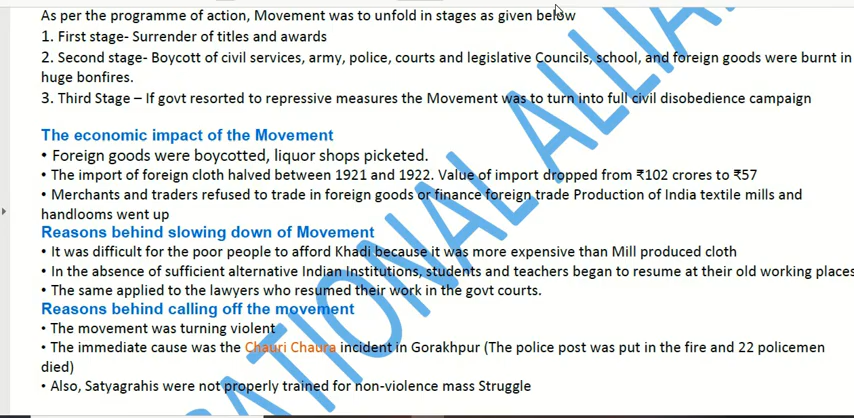 As per the programme of action, Movement was to unfold in stages as given below
1. First stage- Surrender of titles and awards
2. Second stage- Boycott of civil services, army, police, courts and legislative Councils, school, and foreign goods were burnt in
huge bonfires.
3. Third Stage – If govt resorted to repressive measures the Movement was to turn into full civil disobedience campaign
The economic impact of the Movement
• Foreign goods were boycotted, liquor shops picketed.
• The import of foreign cloth halved between 1921 and 1922. Value of import dropped from ₹102 crores to ₹57
• Merchants and traders refused to trade in foreign goods or finance foreign trade Production of India textile mills and
handlooms went up
Reasons behind slowing down of Movement
• It was difficult for the poor people to afford Khadi because it was more expensive than Mill produced cloth
• In the absence of sufficient alternative Indian Institutions, students and teachers began to resume at their old working places
• The same applied to the lawyers who resumed their work in the govt courts.
Reasons behind calling off the movement
• The movement was turning violent
• The immediate cause was the Chauri Chaura incident in Gorakhpur (The police post was put in the fire and 22 policemen
died)
• Also, Satyagrahis were not properly trained for non-violence mass Struggle